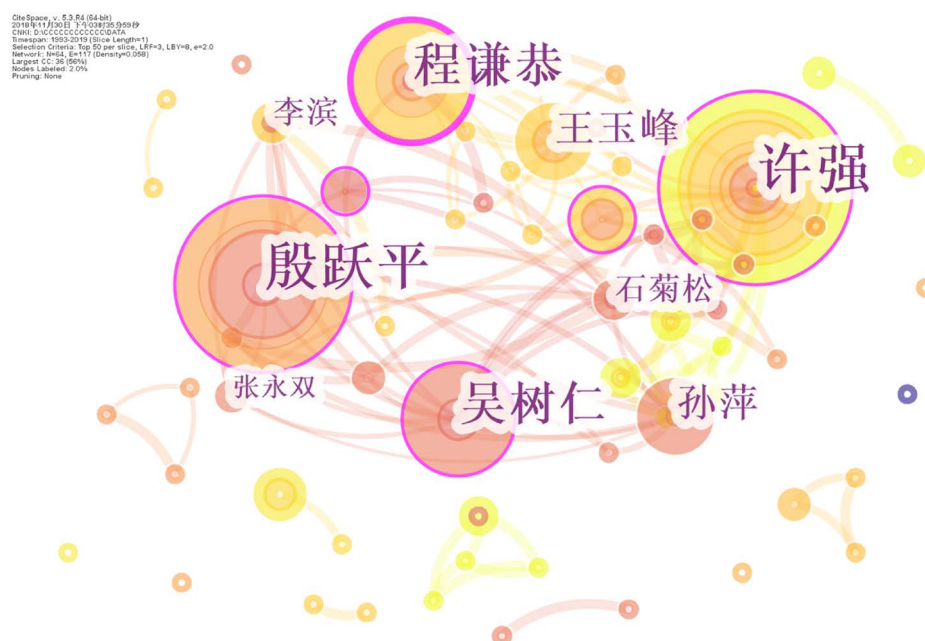 CiteSpace, v. 5.3.R4 (64-bit)
2018年11月30日 下午03时35分59秒
CNKI: D:\CCCCCCCCCCCC\DATA
Timespan: 1993-2019 (Slice Length=1)
Selection Criteria: Top 50 per slice, LRF=3, LBY=8, e=2.0
Network: N=64, E=117 (Density=0.058)
Largest CC: 36 (56%)
Nodes Labeled: 2.0%
Pruning: None
程谦恭
李滨
王玉峰
许强
殷跃平
石菊松
张永双
吴树仁
孙萍